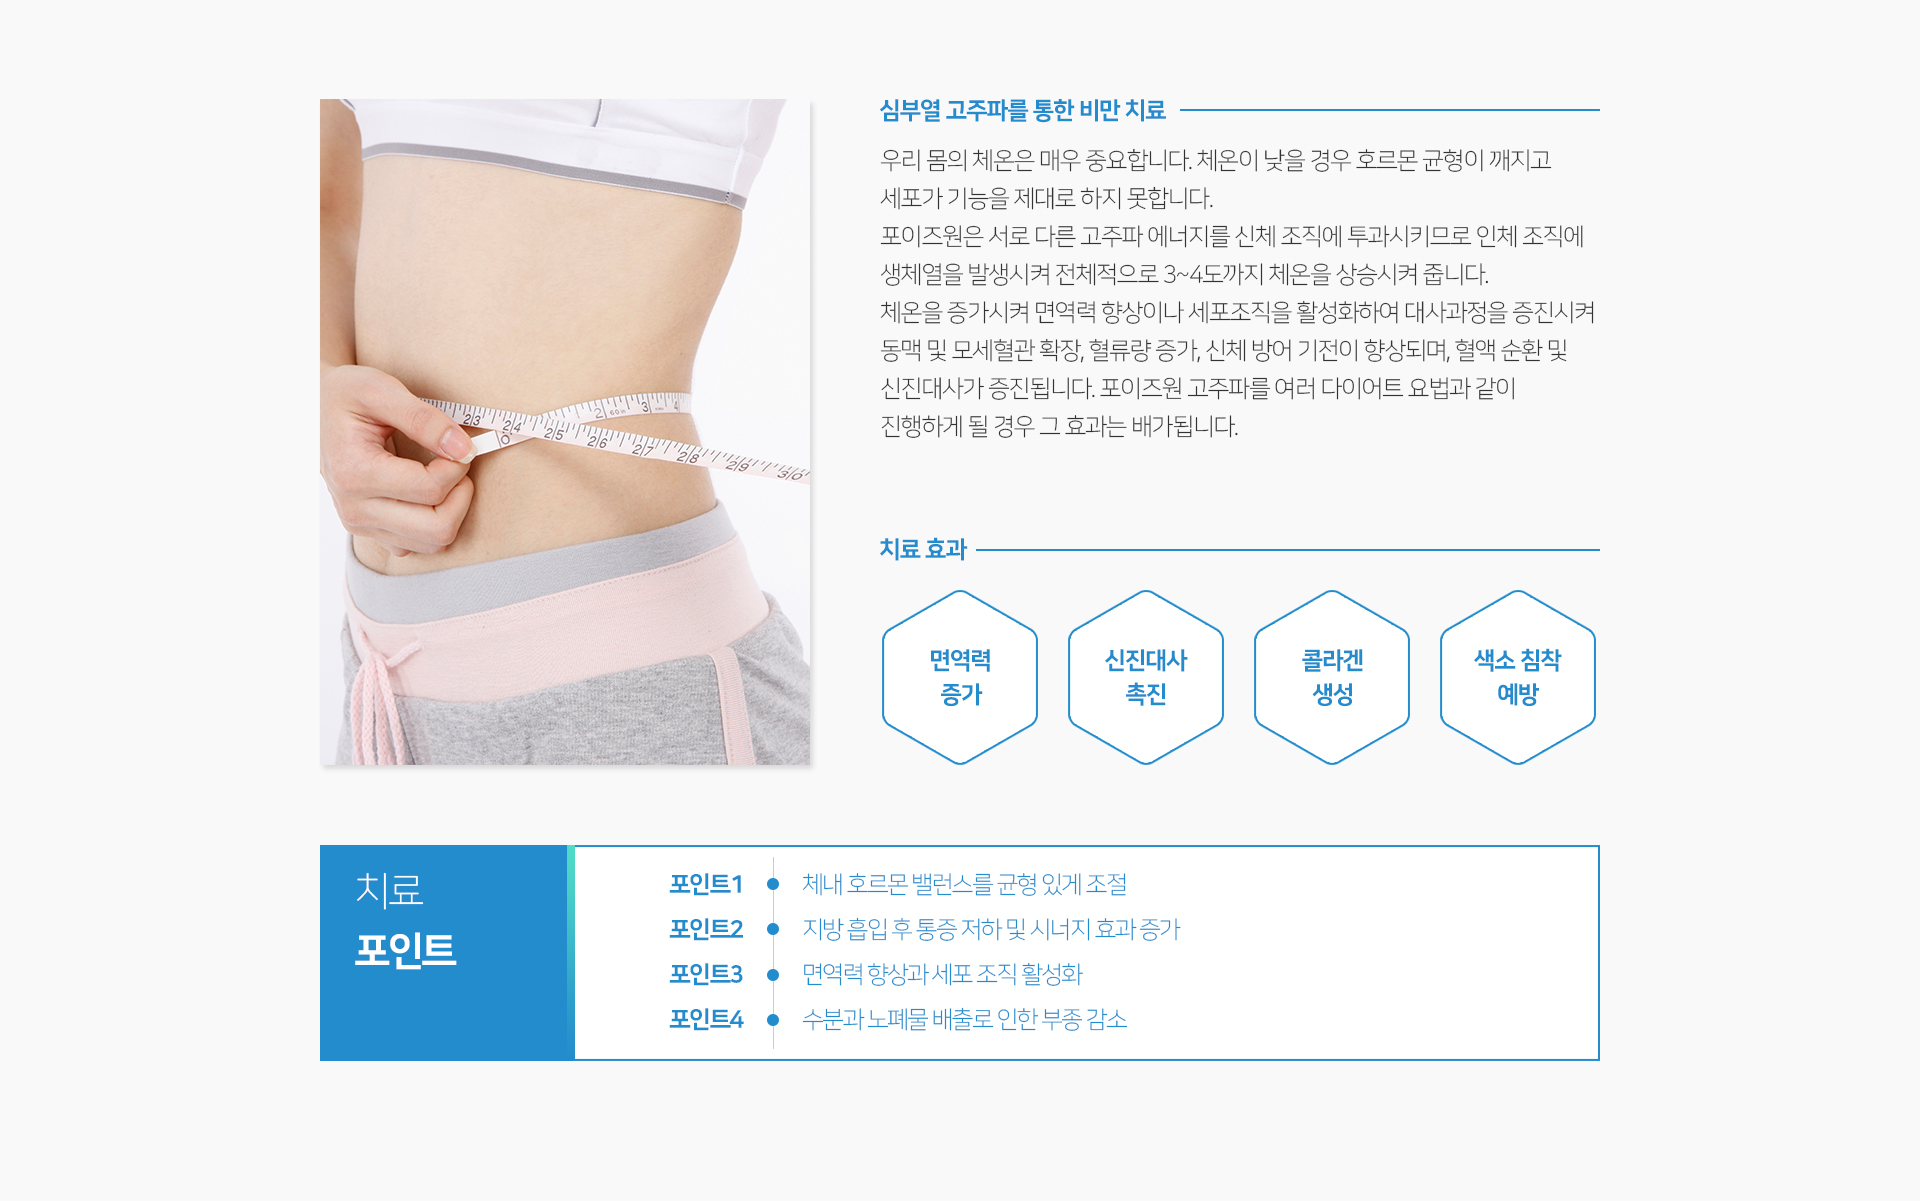 심부열 고주파를 통한 비만 치료
우리 몸의 체온은 매우 중요합니다. 체온이 낮을 경우 호르몬 균형이 깨지고
세포가 기능을 제대로 하지 못합니다.
포이즈원은 서로 다른 고주파 에너지를 신체 조직에 투과시키므로 인체 조직에
생체열을 발생시켜 전체적으로 3~4도까지 체온을 상승시켜 줍니다.
체온을 증가시켜 면역력 향상이나 세포조직을 활성화하여 대사과정을 증진시켜
동맥 및 모세혈관 확장, 혈류량 증가, 신체 방어 기전이 향상되며, 혈액 순환 및
신진대사가 증진됩니다. 포이즈원 고주파를 여러 다이어트 요법과 같이
진행하게 될 경우 그 효과는 배가됩니다.
23 24 25 26 27 28 29 30
0 2 60in 3 4
치료 효과
면역력
증가
신진대사
촉진
콜라겐
생성
색소 침착
예방
치료
포인트
포인트1 체내 호르몬 밸런스를 균형 있게 조절
포인트2 지방 흡입 후 통증 저하 및 시너지 효과 증가
포인트3 면역력 향상과 세포 조직 활성화
포인트4 수분과 노폐물 배출로 인한 부종 감소